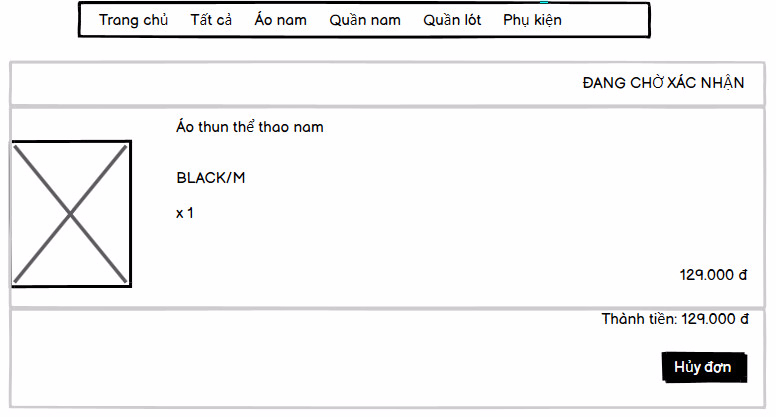 Trang chủ Tất cả Áo nam Quần nam Quần lót Phụ kiện
ĐANG CHỜ XÁC NHẬN
Áo thun thể thao nam
BLACK/M
x 1
129.000 đ
Thành tiền: 129.000 đ
Hủy đơn